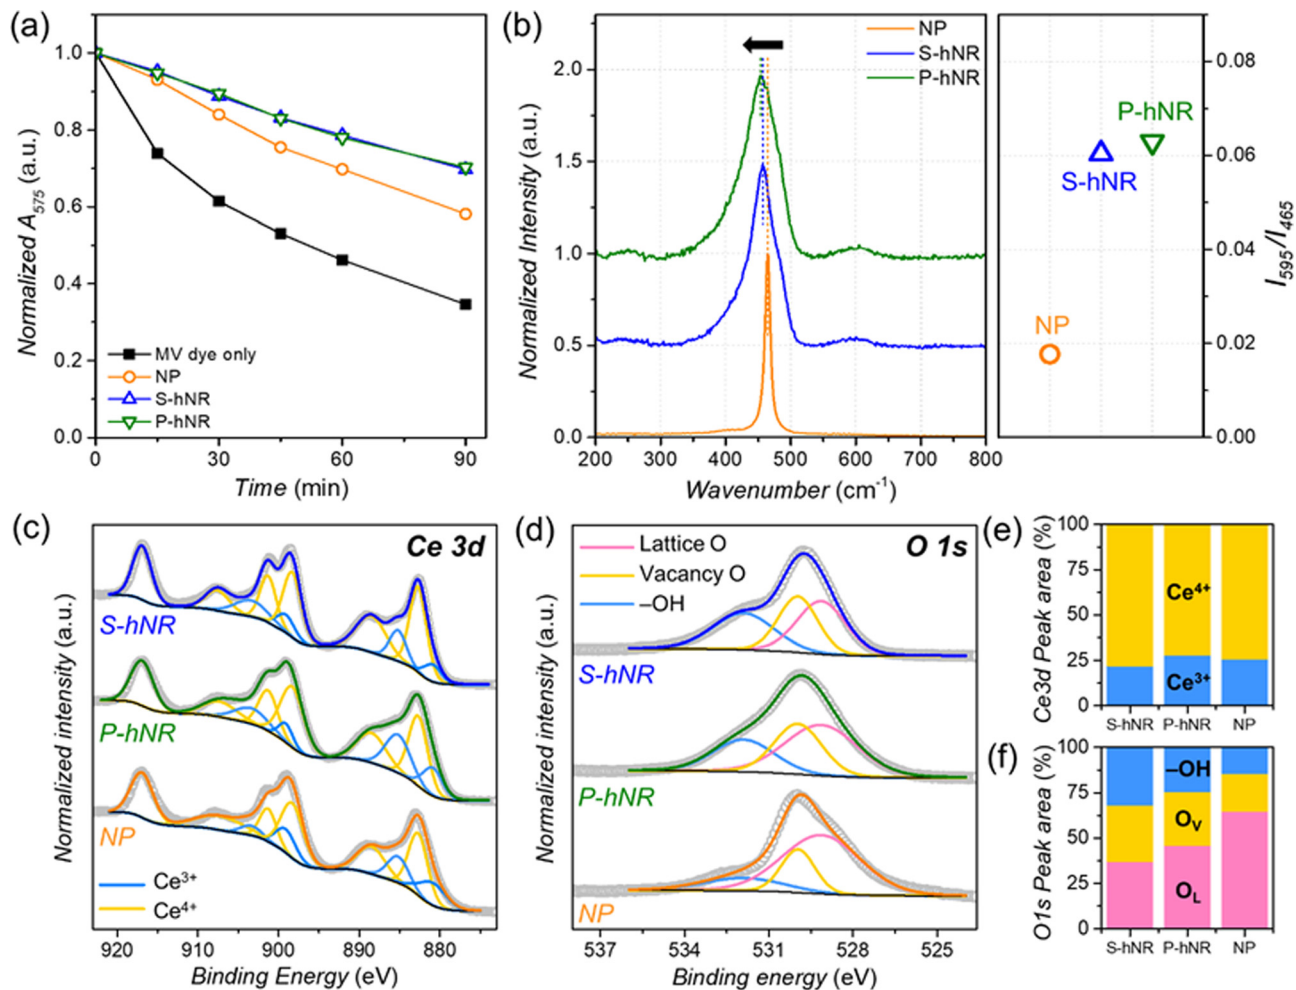 (a)
Normalized A575 (a.u.)
1.0
0.8
0.6
0.4
0.2
0.0
MV dye only
NP
S-hNR
P-hNR
0 30 60 90
Time (min)
(b)
Normalized Intensity (a.u.)
2.0
1.5
1.0
0.5
0.0
NP
S-hNR
P-hNR
200 300 400 500 600 700 800
Wavenumber (cm-1)
P-hNR
S-hNR
NP
0.08
0.06
0.04
0.02
0.00
I595/I465
(c)
Ce 3d
Normalized intensity (a.u.)
S-hNR
P-hNR
NP
Ce3+
Ce4+
920 910 900 890 880
Binding Energy (eV)
(d)
O 1s
Lattice O
Vacancy O
–OH
Normalized intensity (a.u.)
S-hNR
P-hNR
NP
537 534 531 528 525
Binding energy (eV)
(e)
Ce3d Peak area (%)
100
75
50
25
0
Ce4+
Ce3+
S-hNR P-hNR NP
(f)
O1s Peak area (%)
100
75
50
25
0
–OH
OV
OL
S-hNR P-hNR NP